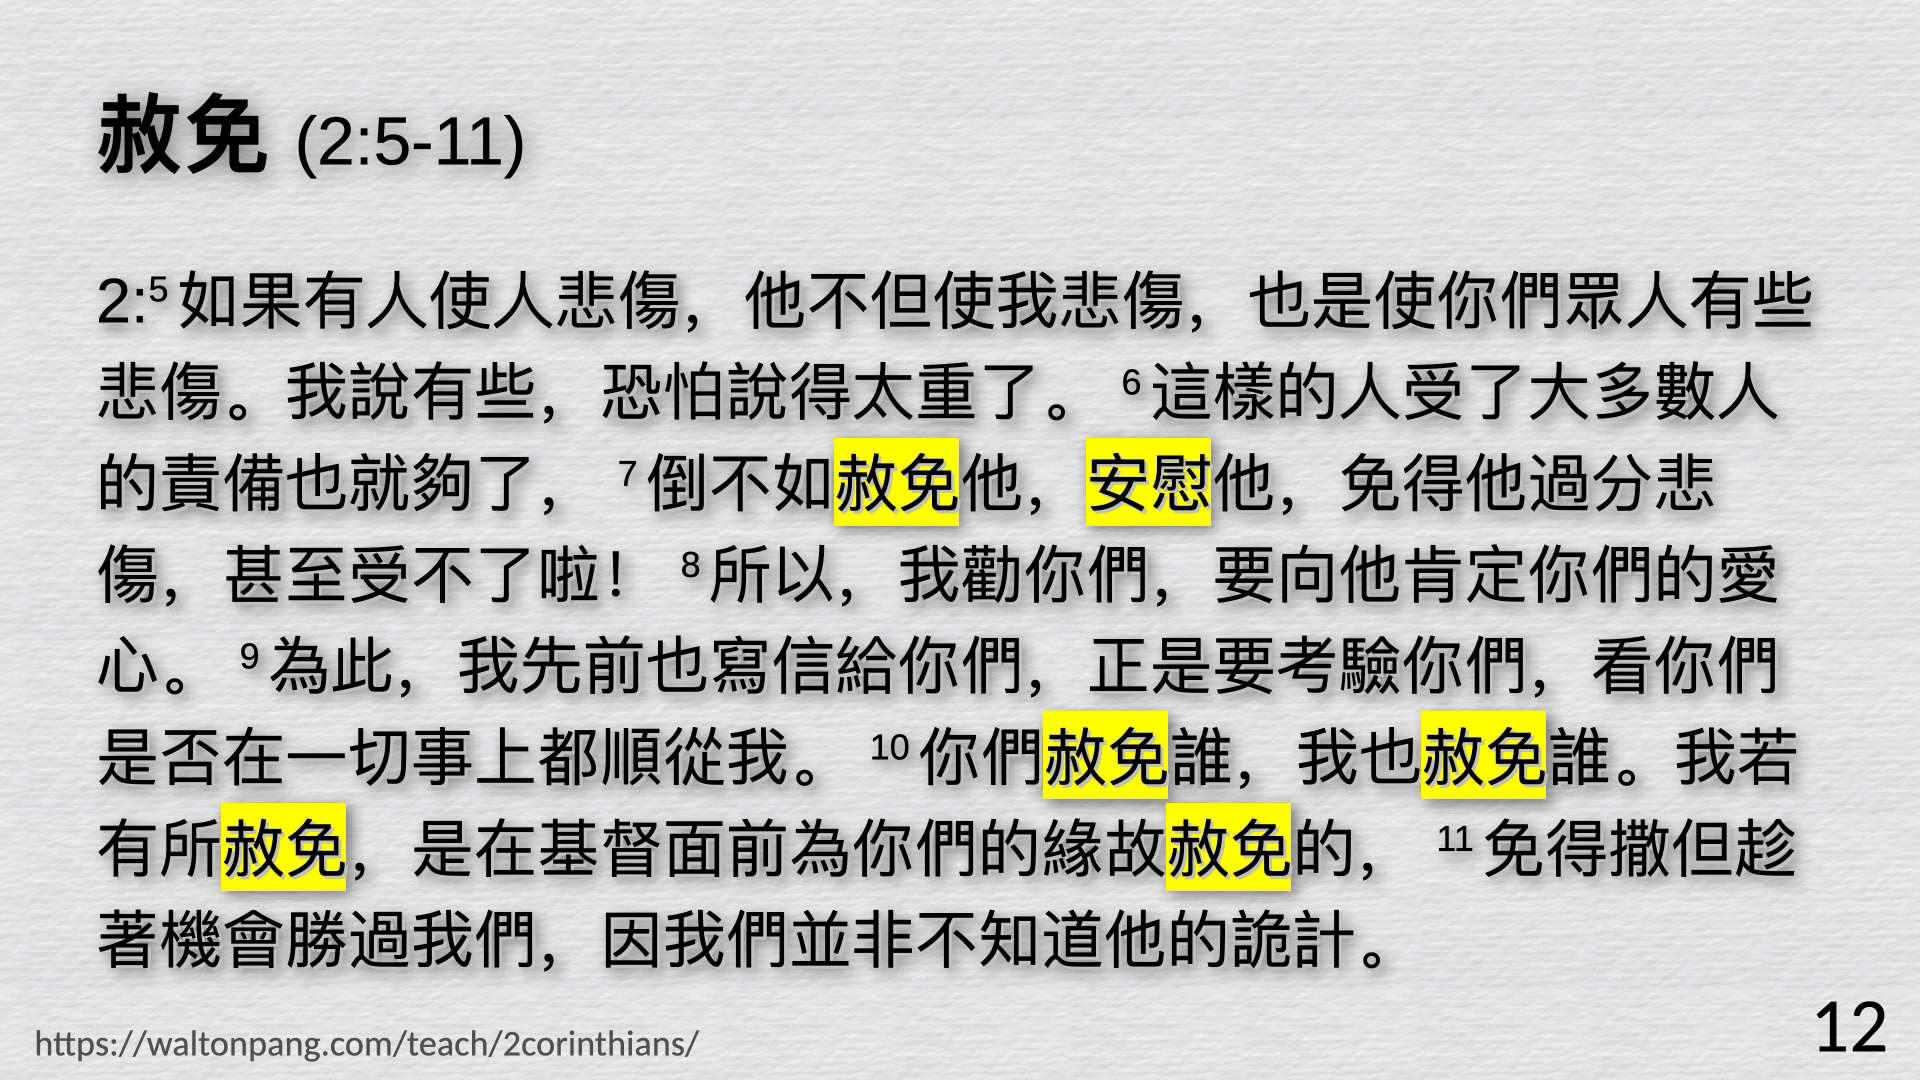 赦免 (2:5-11)
2:5 如果有人使人悲傷，他不但使我悲傷，也是使你們眾人有些
悲傷。我說有些，恐怕說得太重了。 6 這樣的人受了大多數人
的責備也就夠了， 7 倒不如赦免他，安慰他，免得他過分悲
傷，甚至受不了啦！ 8 所以，我勸你們，要向他肯定你們的愛
心。 9 為此，我先前也寫信給你們，正是要考驗你們，看你們
是否在一切事上都順從我。 10 你們赦免誰，我也赦免誰。我若
有所赦免，是在基督面前為你們的緣故赦免的， 11 免得撒但趁
著機會勝過我們，因我們並非不知道他的詭計。
https://waltonpang.com/teach/2corinthians/
12